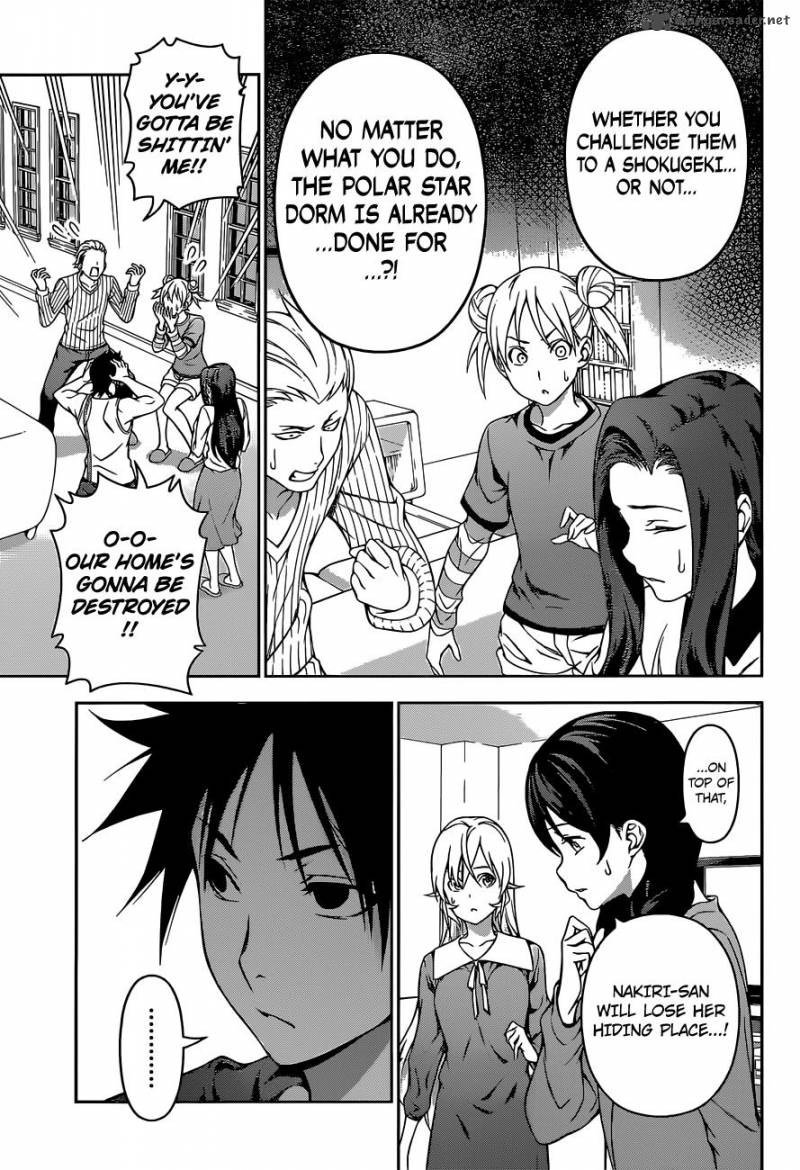 WHETHER YOU
CHALLENGE THEM
TO A SHOKUGEKI...
OR NOT...
NO MATTER
WHAT YOU DO,
THE POLAR STAR
DORM IS ALREADY
...DONE FOR
...?!
Y-Y-
YOU'VE
GOTTA BE
SHITTIN'
ME!!
O-O-
OUR HOME'S
GONNA BE
DESTROYED
!!
...ON
TOP OF
THAT,
NAKIRI-SAN
WILL LOSE HER
HIDING PLACE...!
..........